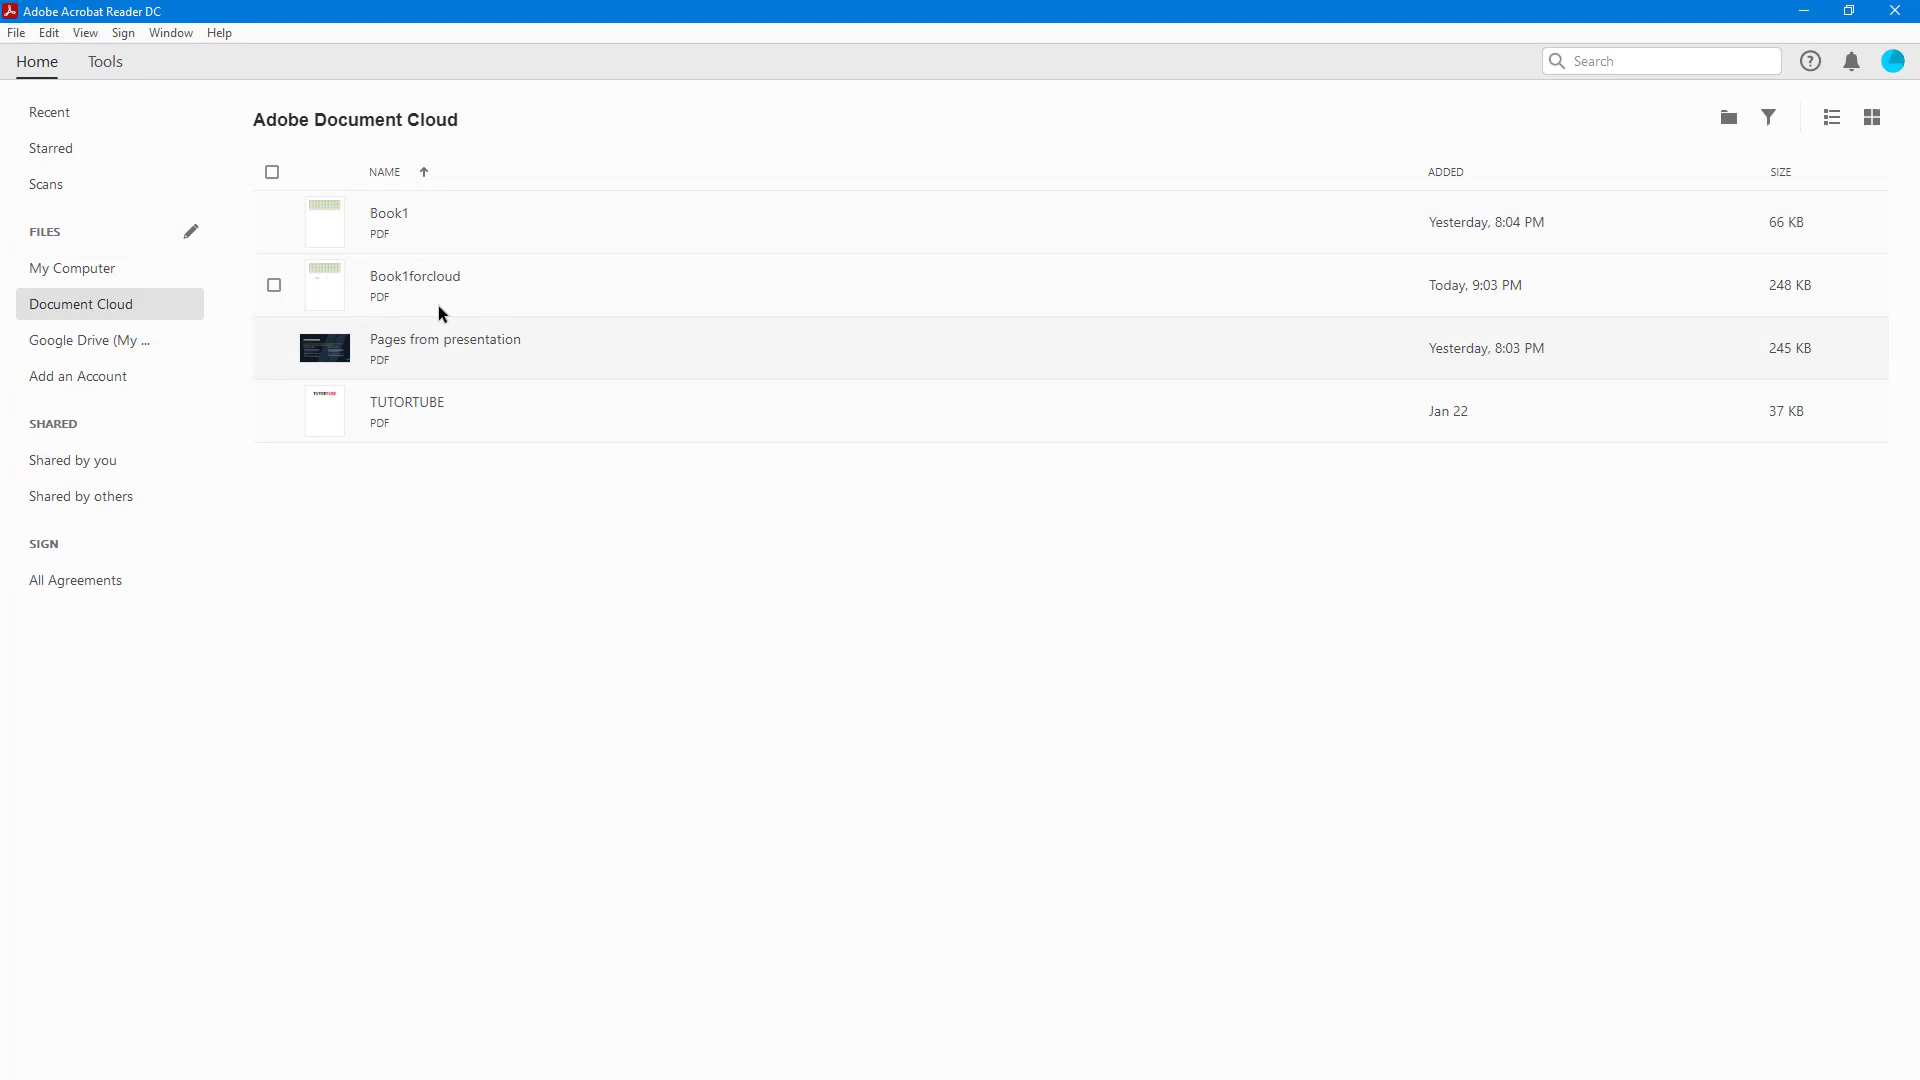 Adobe Acrobat Reader DC
File Edit View Sign Window Help
Home Tools
Search
Recent
Starred
Scans
FILES
My Computer
Document Cloud
Google Drive (My ...
Add an Account
SHARED
Shared by you
Shared by others
SIGN
All Agreements
Adobe Document Cloud
NAME ADDED SIZE
Book1
PDF
Yesterday, 8:04 PM 66 KB
Book1forcloud
PDF
Today, 9:03 PM 248 KB
Pages from presentation
PDF
Yesterday, 8:03 PM 245 KB
TUTORTUBE
TUTORTUBE
PDF
Jan 22 37 KB